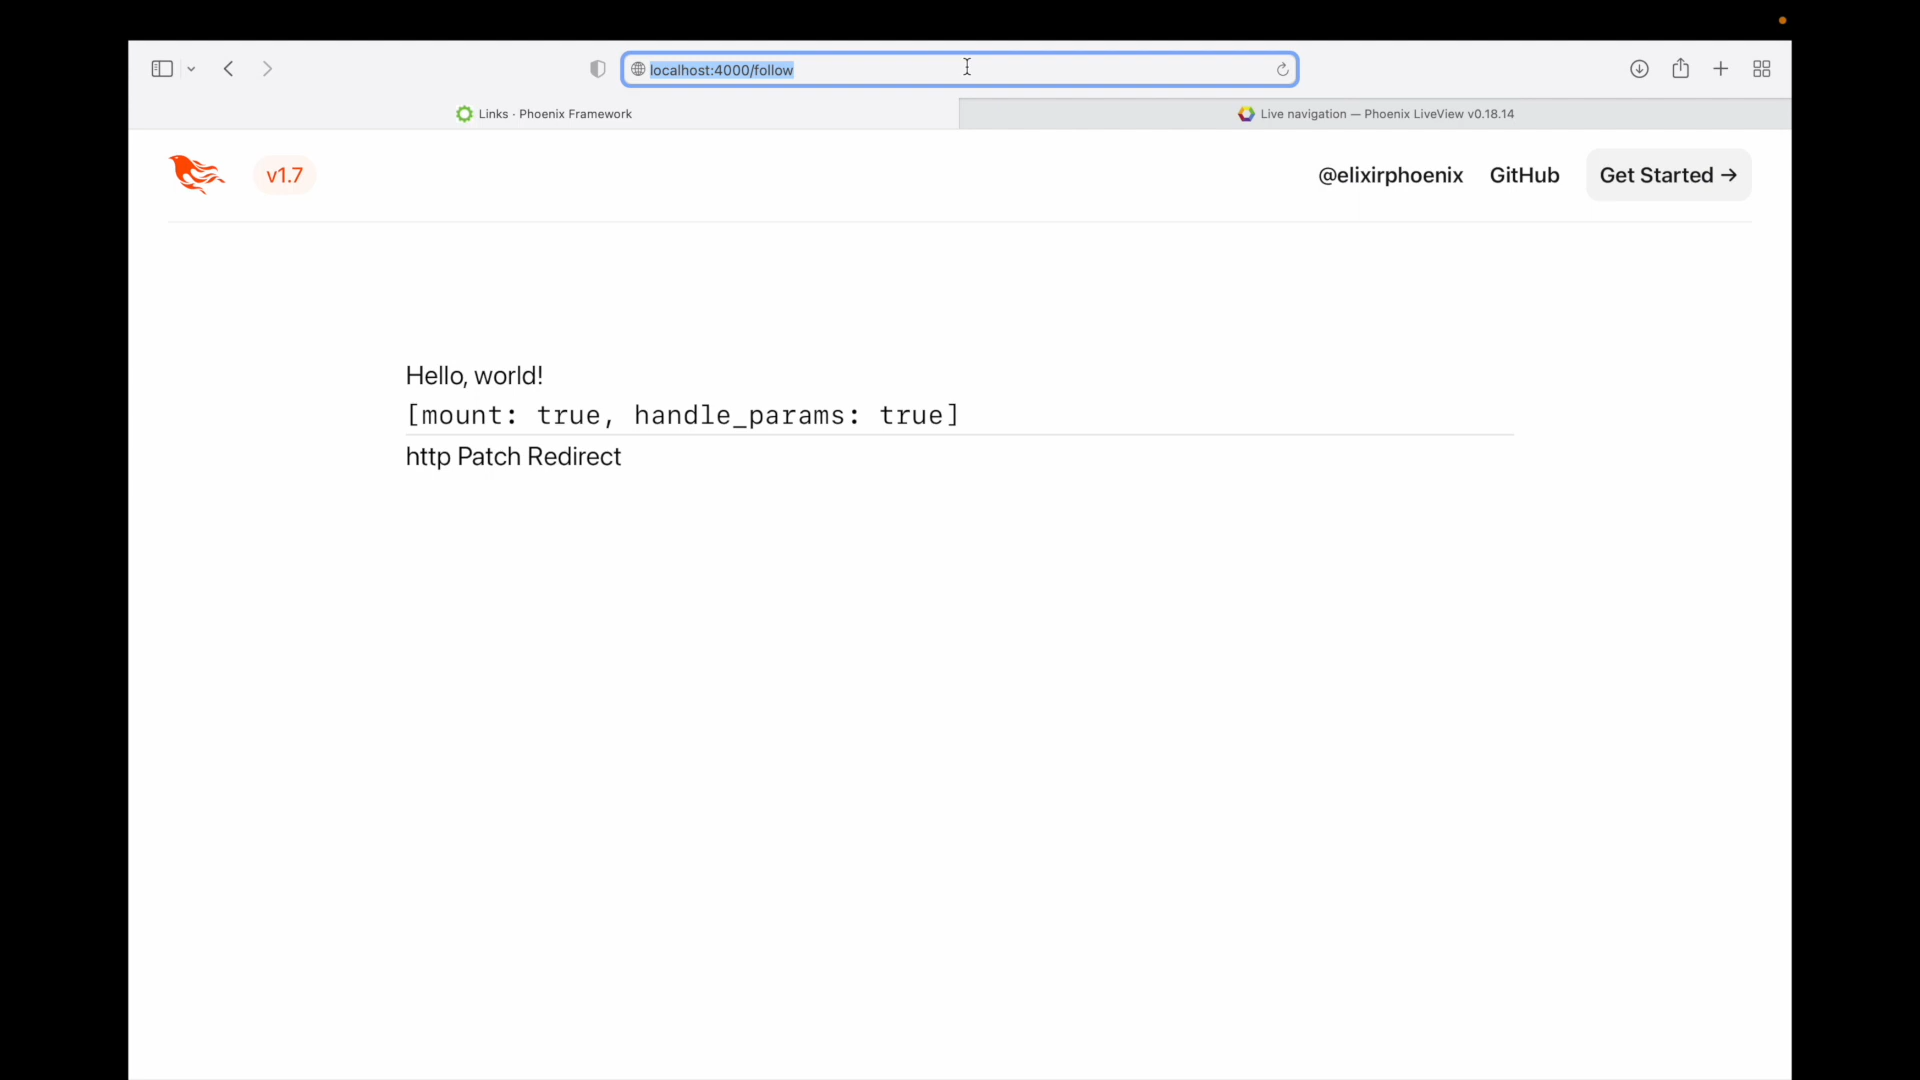 localhost:4000/follow
Links · Phoenix Framework
Live navigation — Phoenix LiveView v0.18.14
v1.7
@elixirphoenix
GitHub
Get Started →
Hello, world!
[mount: true, handle_params: true]
http Patch Redirect